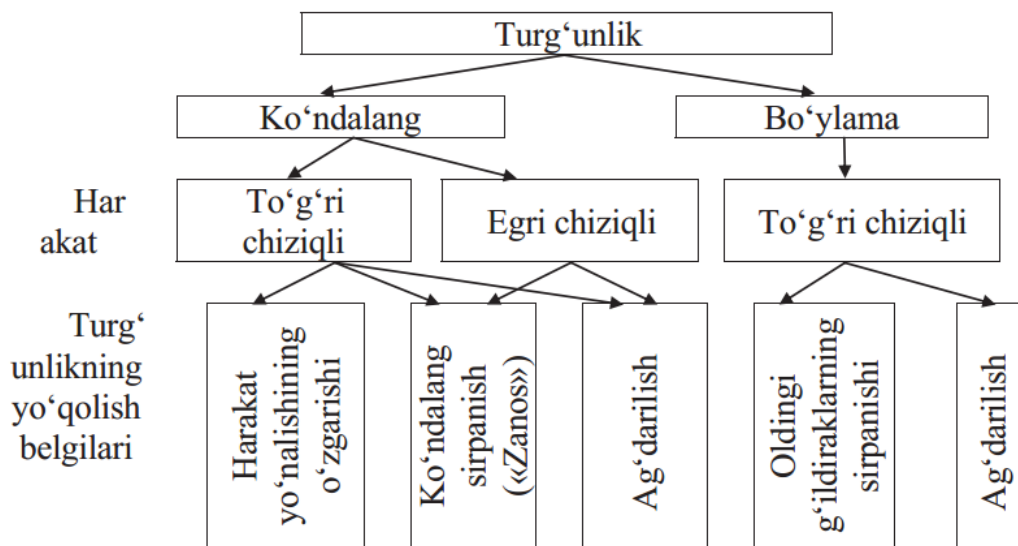 Turg‘unlik
Ko‘ndalang
Bo‘ylama
Har
akat
To‘g‘ri
chiziqli
Egri chiziqli
To‘g‘ri chiziqli
Turg‘
unlikning
yo‘qolish
belgilari
Harakat
yo‘nalishining
o‘zgarishi
Ko‘ndalang
sirpanish
(«Zanos»)
Ag‘darilish
Oldingi
g‘ildiraklarning
sirpanishi
Ag‘darilish